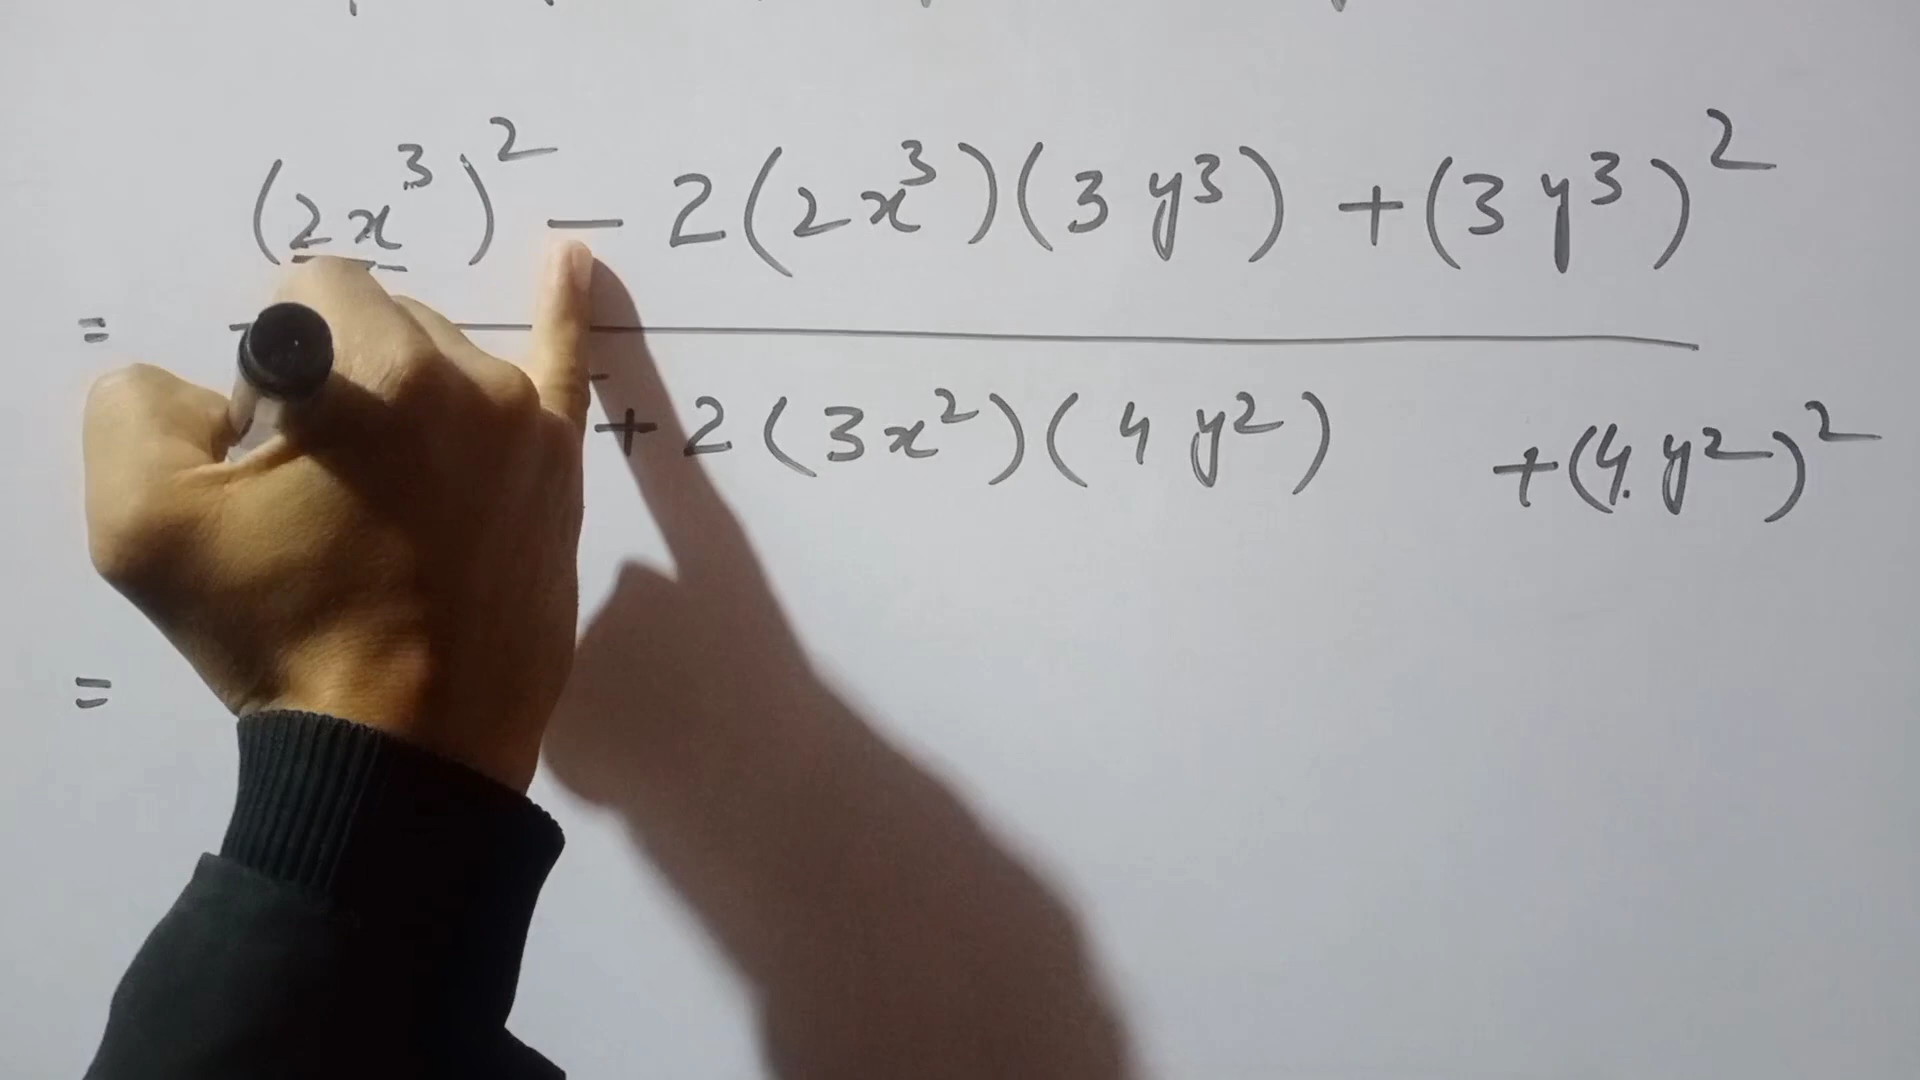 (2x³)² - 2(2x³)(3y³) + (3y³)²
=
+ 2(3x²)(4y²) + (4y²)²
=